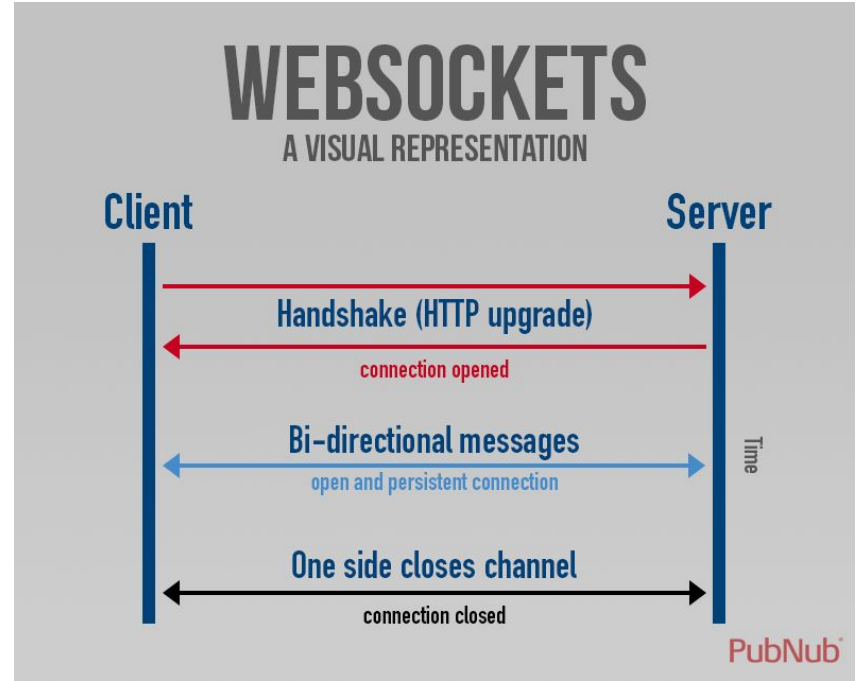 WEBSOCKETS
A VISUAL REPRESENTATION
Client
Server
Handshake (HTTP upgrade)
connection opened
Bi-directional messages
open and persistent connection
Time
One side closes channel
connection closed
PubNub